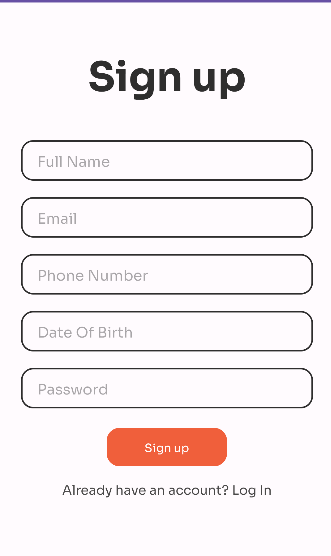 Sign up
Full Name
Email
Phone Number
Date Of Birth
Password
Sign up
Already have an account? Log In